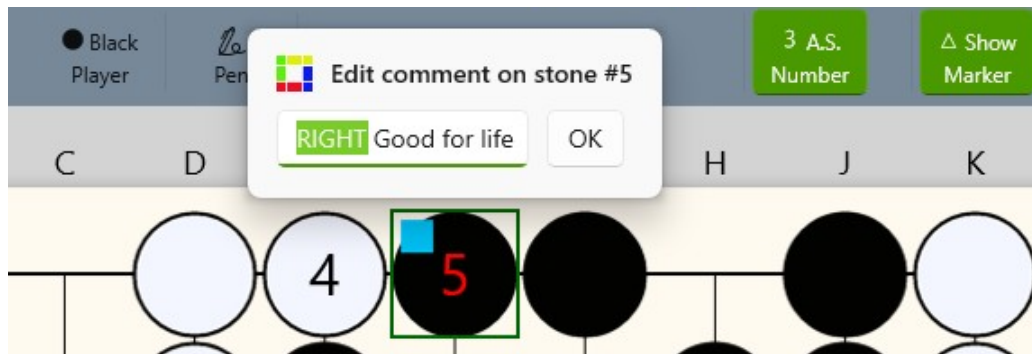 Black
Player
Pen
3 A.S.
Number
△ Show
Marker
Edit comment on stone #5
RIGHT Good for life
OK
C D H J K
4 5